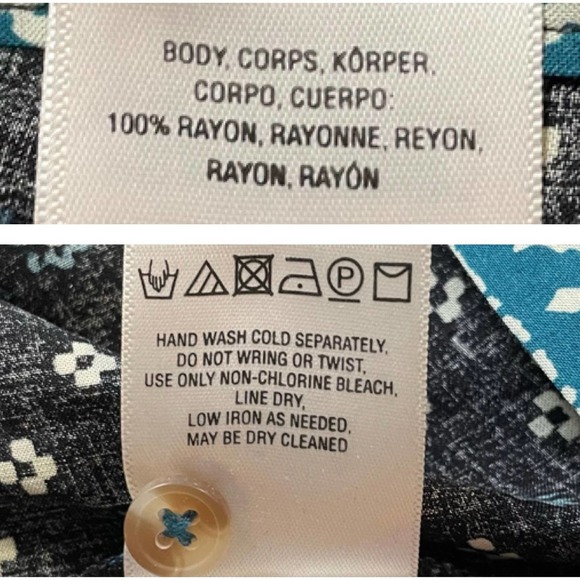 BODY, CORPS, KÔRPER,
CORPO, CUERPO:
100% RAYON, RAYONNE, REYON,
RAYON, RAYÓN
P
HAND WASH COLD SEPARATELY,
DO NOT WRING OR TWIST,
USE ONLY NON-CHLORINE BLEACH,
LINE DRY,
LOW IRON AS NEEDED,
MAY BE DRY CLEANED